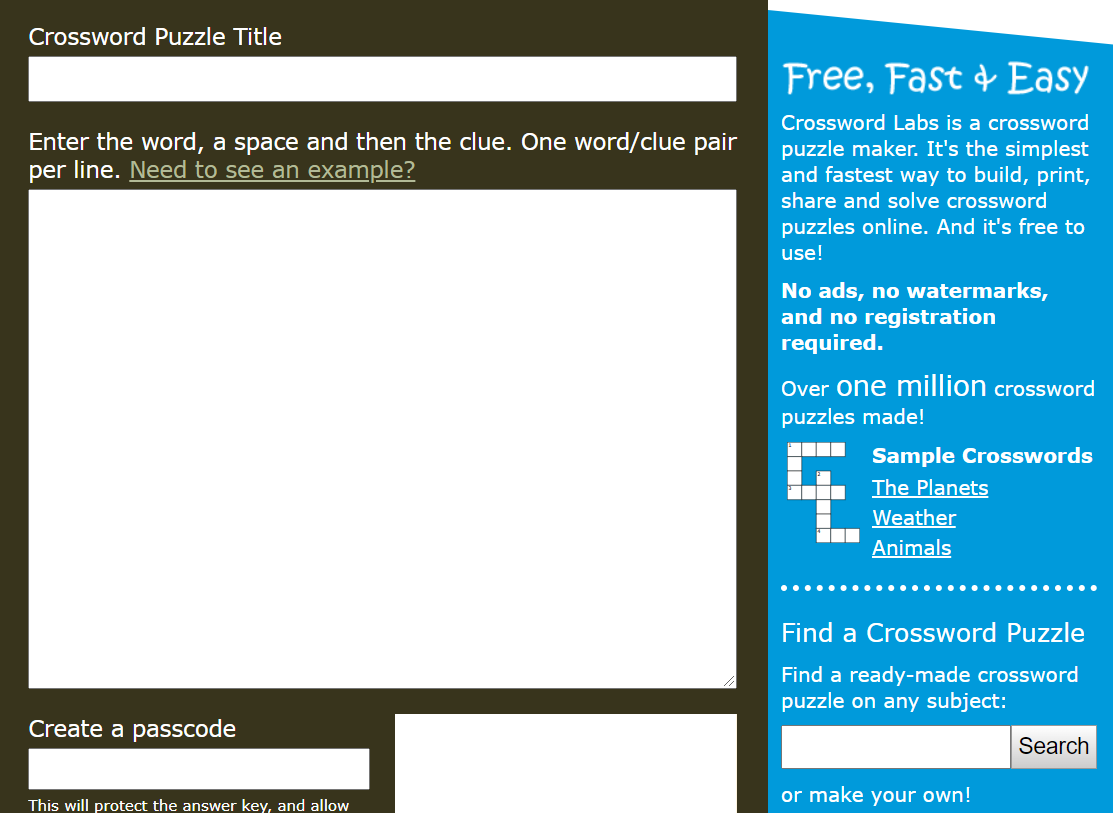 Crossword Puzzle Title
Enter the word, a space and then the clue. One word/clue pair
per line. Need to see an example?
Create a passcode
This will protect the answer key, and allow
Free, Fast & Easy
Crossword Labs is a crossword
puzzle maker. It's the simplest
and fastest way to build, print,
share and solve crossword
puzzles online. And it's free to
use!
No ads, no watermarks,
and no registration
required.
Over one million crossword
puzzles made!
1
2
3
4
Sample Crosswords
The Planets
Weather
Animals
Find a Crossword Puzzle
Find a ready-made crossword
puzzle on any subject:
Search
or make your own!